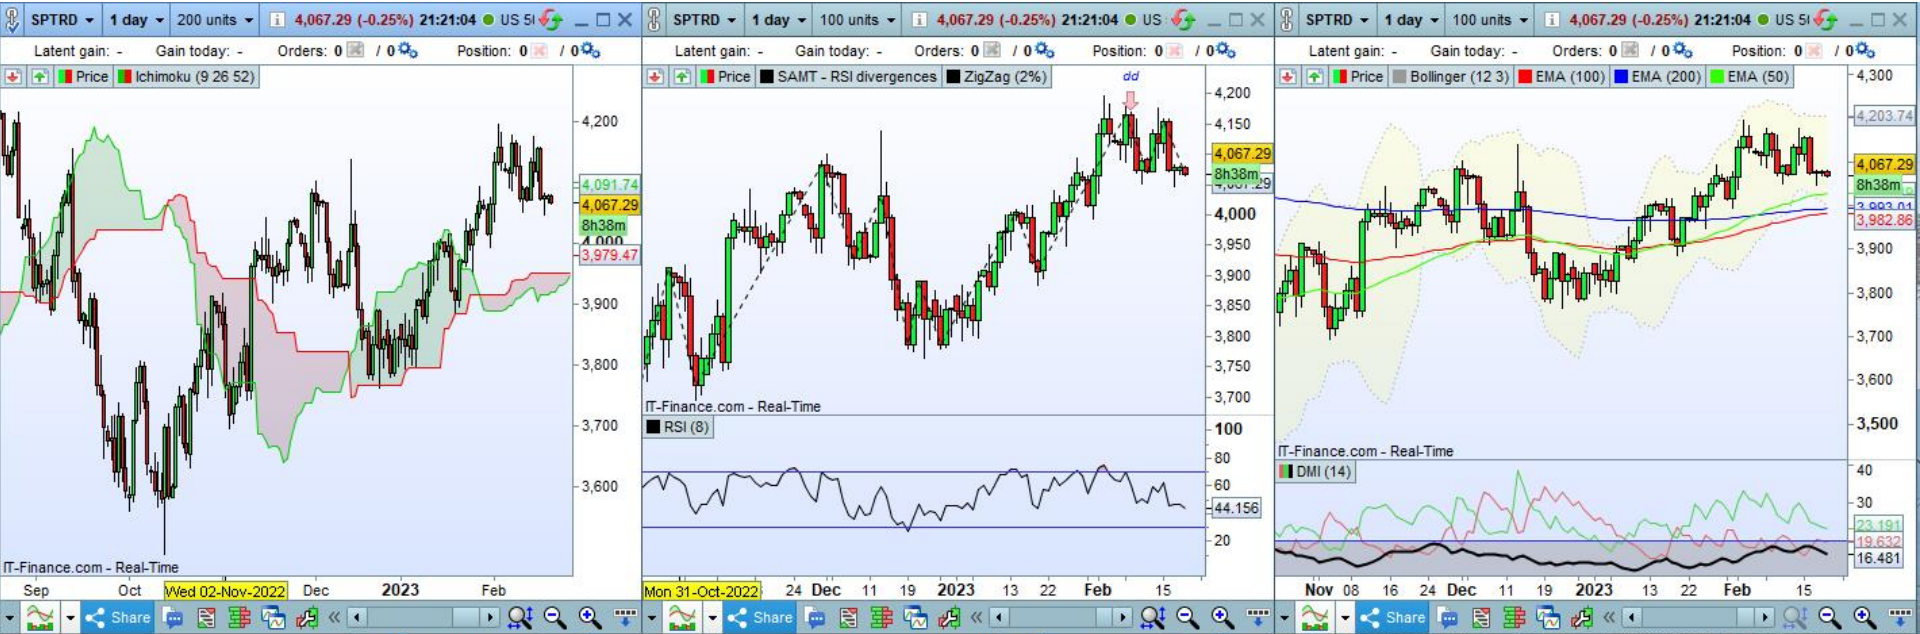 SPTRD 1 day 200 units i 4,067.29 (-0.25%) 21:21:04 US 5
Latent gain: - Gain today: - Orders: 0 / 0 Position: 0 / 0
Price Ichimoku (9 26 52)
4,200
4,091.74
4,067.29
8h38m
4,000
3,979.47
3,900
3,800
3,700
3,600
IT-Finance.com - Real-Time
Sep Oct Wed 02-Nov-2022 Dec 2023 Feb
Share
SPTRD 1 day 100 units i 4,067.29 (-0.25%) 21:21:04 US
Latent gain: - Gain today: - Orders: 0 / 0 Position: 0 / 0
Price SAMT - RSI divergences ZigZag (2%)
dd
4,200
4,150
4,067.29
8h38m
4,067.29
4,000
3,950
3,900
3,850
3,800
3,750
3,700
IT-Finance.com - Real-Time
RSI (8)
100
80
60
44.156
20
Mon 31-Oct-2022 24 Dec 11 19 2023 13 22 Feb 15
Share
SPTRD 1 day 100 units i 4,067.29 (-0.25%) 21:21:04 US 5
Latent gain: - Gain today: - Orders: 0 / 0 Position: 0 / 0
Price Bollinger (12 3) EMA (100) EMA (200) EMA (50)
4,300
4,203.74
4,067.29
8h38m
3,993.01
3,982.86
3,900
3,800
3,700
3,600
3,500
IT-Finance.com - Real-Time
DMI (14)
40
30
23.191
19.632
16.481
Nov 08 16 24 Dec 11 19 2023 13 22 Feb 15
Share